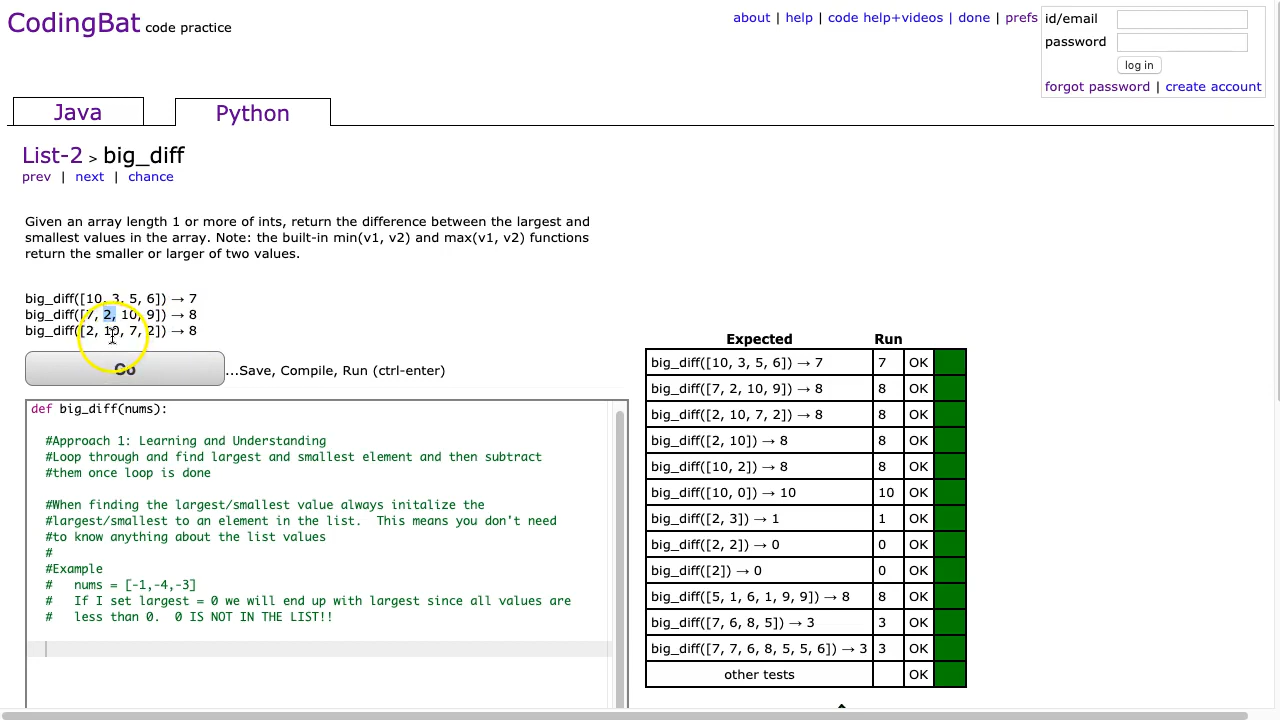 CodingBat code practice
about | help | code help+videos | done | prefs
id/email
password
log in
forgot password | create account
Java
Python
List-2 > big_diff
prev | next | chance
Given an array length 1 or more of ints, return the difference between the largest and
smallest values in the array. Note: the built-in min(v1, v2) and max(v1, v2) functions
return the smaller or larger of two values.
big_diff([10, 3, 5, 6]) → 7
big_diff([7, 2, 10, 9]) → 8
big_diff([2, 10, 7, 2]) → 8
Go
...Save, Compile, Run (ctrl-enter)
def big_diff(nums):
#Approach 1: Learning and Understanding
#Loop through and find largest and smallest element and then subtract
#them once loop is done
#When finding the largest/smallest value always initalize the
#largest/smallest to an element in the list.  This means you don't need
#to know anything about the list values
#
#Example
#   nums = [-1,-4,-3]
#   If I set largest = 0 we will end up with largest since all values are
#   less than 0.  0 IS NOT IN THE LIST!!
Expected Run
big_diff([10, 3, 5, 6]) → 7 7 OK
big_diff([7, 2, 10, 9]) → 8 8 OK
big_diff([2, 10, 7, 2]) → 8 8 OK
big_diff([2, 10]) → 8 8 OK
big_diff([10, 2]) → 8 8 OK
big_diff([10, 0]) → 10 10 OK
big_diff([2, 3]) → 1 1 OK
big_diff([2, 2]) → 0 0 OK
big_diff([2]) → 0 0 OK
big_diff([5, 1, 6, 1, 9, 9]) → 8 8 OK
big_diff([7, 6, 8, 5]) → 3 3 OK
big_diff([7, 7, 6, 8, 5, 5, 6]) → 3 3 OK
other tests OK